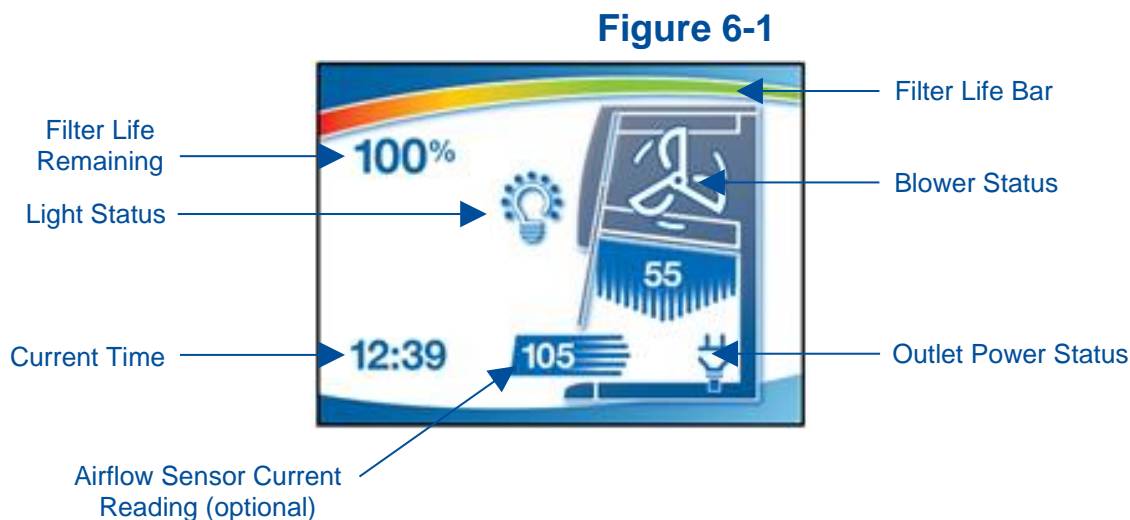 Figure 6-1
Filter Life Bar
Filter Life
Remaining
100%
Blower Status
Light Status
55
Current Time
12:39
105
Outlet Power Status
Airflow Sensor Current
Reading (optional)